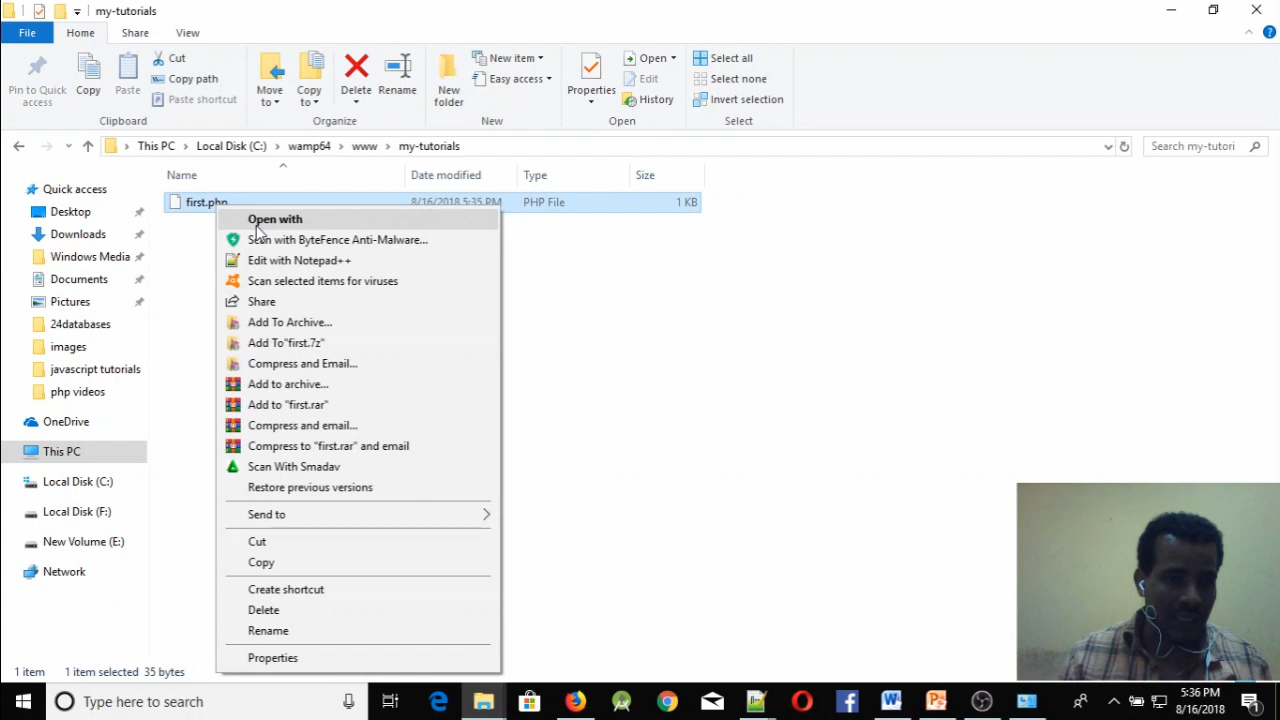 my-tutorials
File Home Share View
Pin to Quick access
Copy
Paste
Cut
Copy path
Paste shortcut
Move to
Copy to
Delete
Rename
New folder
New item
Easy access
Properties
Open
Edit
History
Select all
Select none
Invert selection
Clipboard Organize New Open Select
This PC Local Disk (C:) wamp64 www my-tutorials
Search my-tutori
Name Date modified Type Size
first.php 8/16/2018 5:35 PM PHP File 1 KB
Quick access
Desktop
Downloads
Windows Media
Documents
Pictures
24databases
images
javascript tutorials
php videos
OneDrive
This PC
Local Disk (C:)
Local Disk (F:)
New Volume (E:)
Network
Open with
Scan with ByteFence Anti-Malware...
Edit with Notepad++
Scan selected items for viruses
Share
Add To Archive...
Add To"first.7z"
Compress and Email...
Add to archive...
Add to "first.rar"
Compress and email...
Compress to "first.rar" and email
Scan With Smadav
Restore previous versions
Send to
Cut
Copy
Create shortcut
Delete
Rename
Properties
1 item 1 item selected 35 bytes
Type here to search
5:36 PM
8/16/2018
1